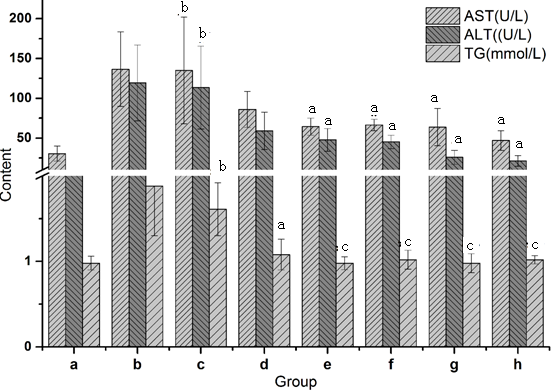 AST(U/L)
ALT((U/L)
TG(mmol/L)
Content
200
150
100
50
1
0
b b
b
a
a a
c
a a
c
a a
c
a a
c
a b c d e f g h
Group